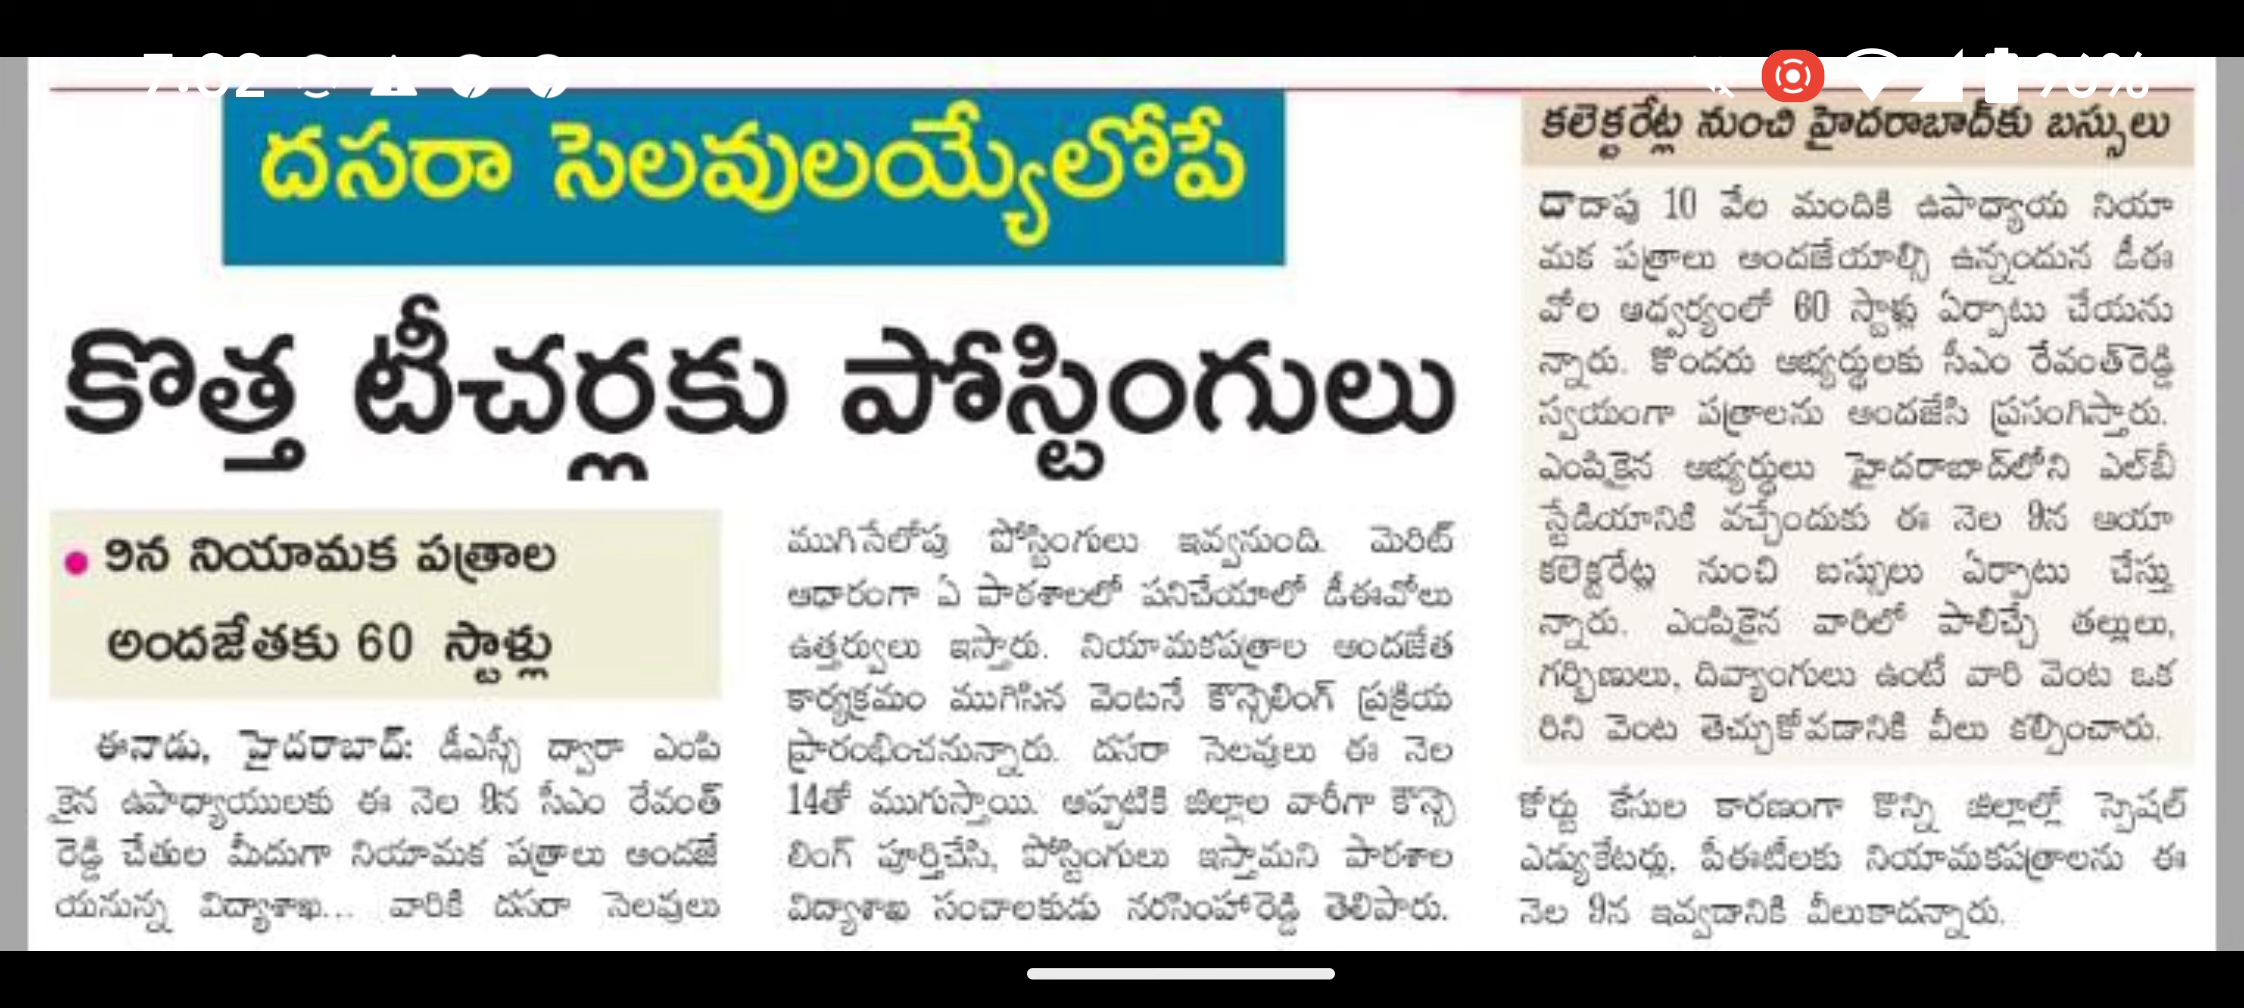 7:02
96%
దసరా సెలవులయ్యేలోపే
కొత్త టీచర్లకు పోస్టింగులు
• 9న నియామక పత్రాల
అందజేతకు 60 స్టాళ్లు
ఈనాడు, హైదరాబాద్: డీఎస్సీ ద్వారా ఎంపి
కైన ఉపాధ్యాయులకు ఈ నెల 9న సీఎం రేవంత్
రెడ్డి చేతుల మీదుగా నియామక పత్రాలు అందజే
యనున్న విద్యాశాఖ... వారికి దసరా సెలవులు
ముగిసేలోపు పోస్టింగులు ఇవ్వనుంది. మెరిట్
ఆధారంగా ఏ పాఠశాలలో పనిచేయాలో డీఈవోలు
ఉత్తర్వులు ఇస్తారు. నియామకపత్రాల అందజేత
కార్యక్రమం ముగిసిన వెంటనే కౌన్సెలింగ్ ప్రక్రియ
ప్రారంభించనున్నారు. దసరా సెలవులు ఈ నెల
14తో ముగుస్తాయి. అప్పటికి జిల్లాల వారీగా కౌన్సె
లింగ్ పూర్తిచేసి, పోస్టింగులు ఇస్తామని పాఠశాల
విద్యాశాఖ సంచాలకుడు నరసింహారెడ్డి తెలిపారు.
కలెక్టరేట్ల నుంచి హైదరాబాద్‌కు బస్సులు
దాదాపు 10 వేల మందికి ఉపాధ్యాయ నియా
మక పత్రాలు అందజేయాల్సి ఉన్నందున డీఈ
వోల ఆధ్వర్యంలో 60 స్టాళ్లు ఏర్పాటు చేయను
న్నారు. కొందరు అభ్యర్థులకు సీఎం రేవంత్‌రెడ్డి
స్వయంగా పత్రాలను అందజేసి ప్రసంగిస్తారు.
ఎంపికైన అభ్యర్థులు హైదరాబాద్‌లోని ఎల్‌బీ
స్టేడియానికి వచ్చేందుకు ఈ నెల 9న ఆయా
కలెక్టరేట్ల నుంచి బస్సులు ఏర్పాటు చేస్తు
న్నారు. ఎంపికైన వారిలో పాలిచ్చే తల్లులు,
గర్భిణులు, దివ్యాంగులు ఉంటే వారి వెంట ఒక
రిని వెంట తెచ్చుకోవడానికి వీలు కల్పించారు.
కోర్టు కేసుల కారణంగా కొన్ని జిల్లాల్లో స్పెషల్
ఎడ్యుకేటర్లు, పీఈటీలకు నియామకపత్రాలను ఈ
నెల 9న ఇవ్వడానికి వీలుకాదన్నారు.